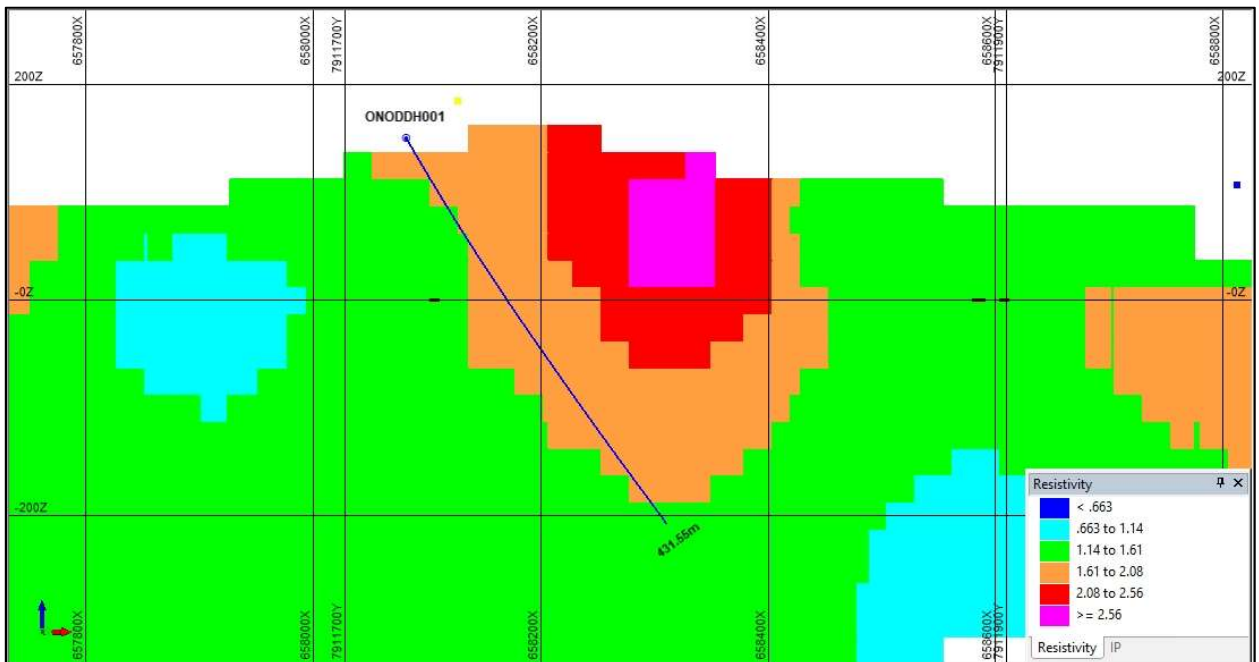 657800X
658000X
7911700Y
658200X
658400X
658600X
7911900Y
658800X
200Z
200Z
ONODDH001
-0Z
-0Z
-200Z
431.55m
657800X
658000X
7911700Y
658200X
658400X
658600X
7911900Y
Resistivity
< .663
.663 to 1.14
1.14 to 1.61
1.61 to 2.08
2.08 to 2.56
>= 2.56
Resistivity IP